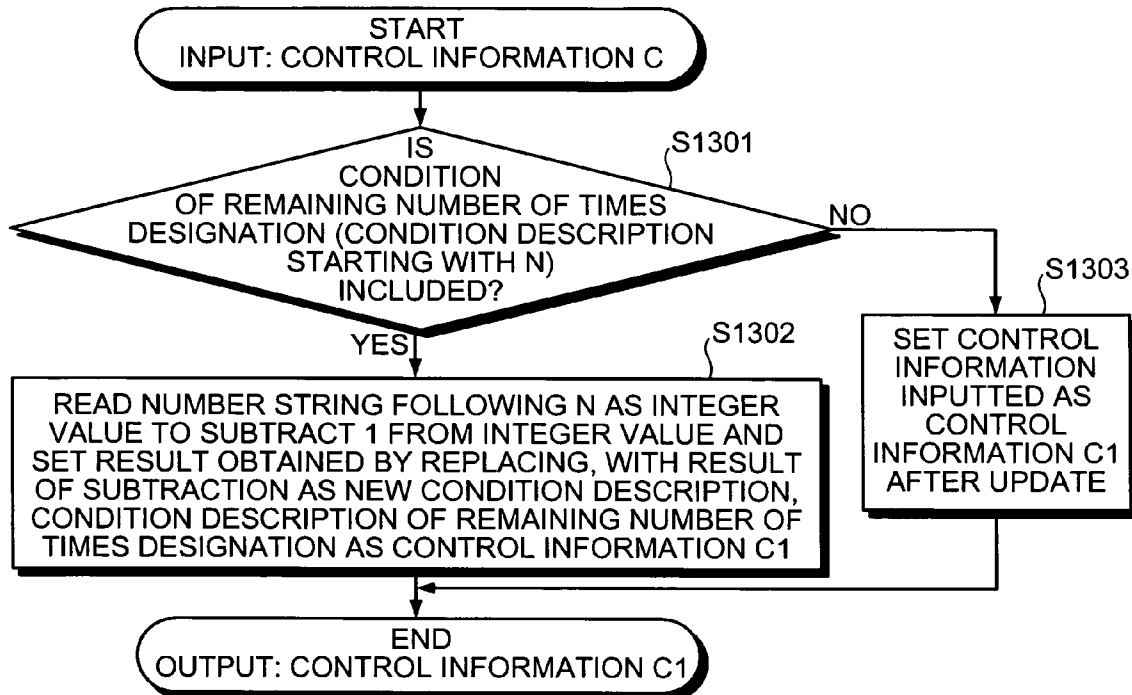 START
INPUT: CONTROL INFORMATION C
S1301
IS
CONDITION
OF REMAINING NUMBER OF TIMES
DESIGNATION (CONDITION DESCRIPTION
STARTING WITH N)
INCLUDED?
NO
YES
S1302
READ NUMBER STRING FOLLOWING N AS INTEGER
VALUE TO SUBTRACT 1 FROM INTEGER VALUE AND
SET RESULT OBTAINED BY REPLACING, WITH RESULT
OF SUBTRACTION AS NEW CONDITION DESCRIPTION,
CONDITION DESCRIPTION OF REMAINING NUMBER OF
TIMES DESIGNATION AS CONTROL INFORMATION C1
S1303
SET CONTROL
INFORMATION
INPUTTED AS
CONTROL
INFORMATION C1
AFTER UPDATE
END
OUTPUT: CONTROL INFORMATION C1